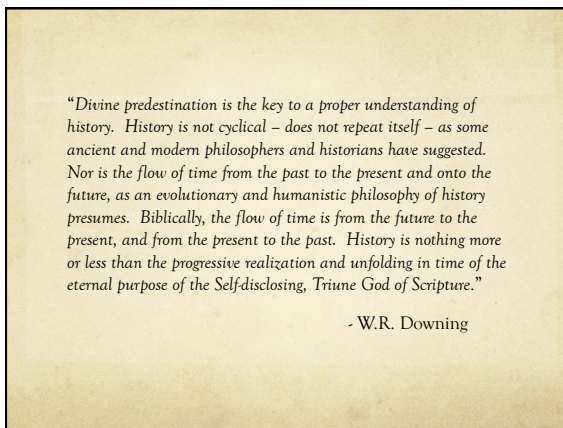 “Divine predestination is the key to a proper understanding of
history.  History is not cyclical – does not repeat itself – as some
ancient and modern philosophers and historians have suggested.
Nor is the flow of time from the past to the present and onto the
future, as an evolutionary and humanistic philosophy of history
presumes.  Biblically, the flow of time is from the future to the
present, and from the present to the past.  History is nothing more
or less than the progressive realization and unfolding in time of the
eternal purpose of the Self-disclosing, Triune God of Scripture.”
- W.R. Downing